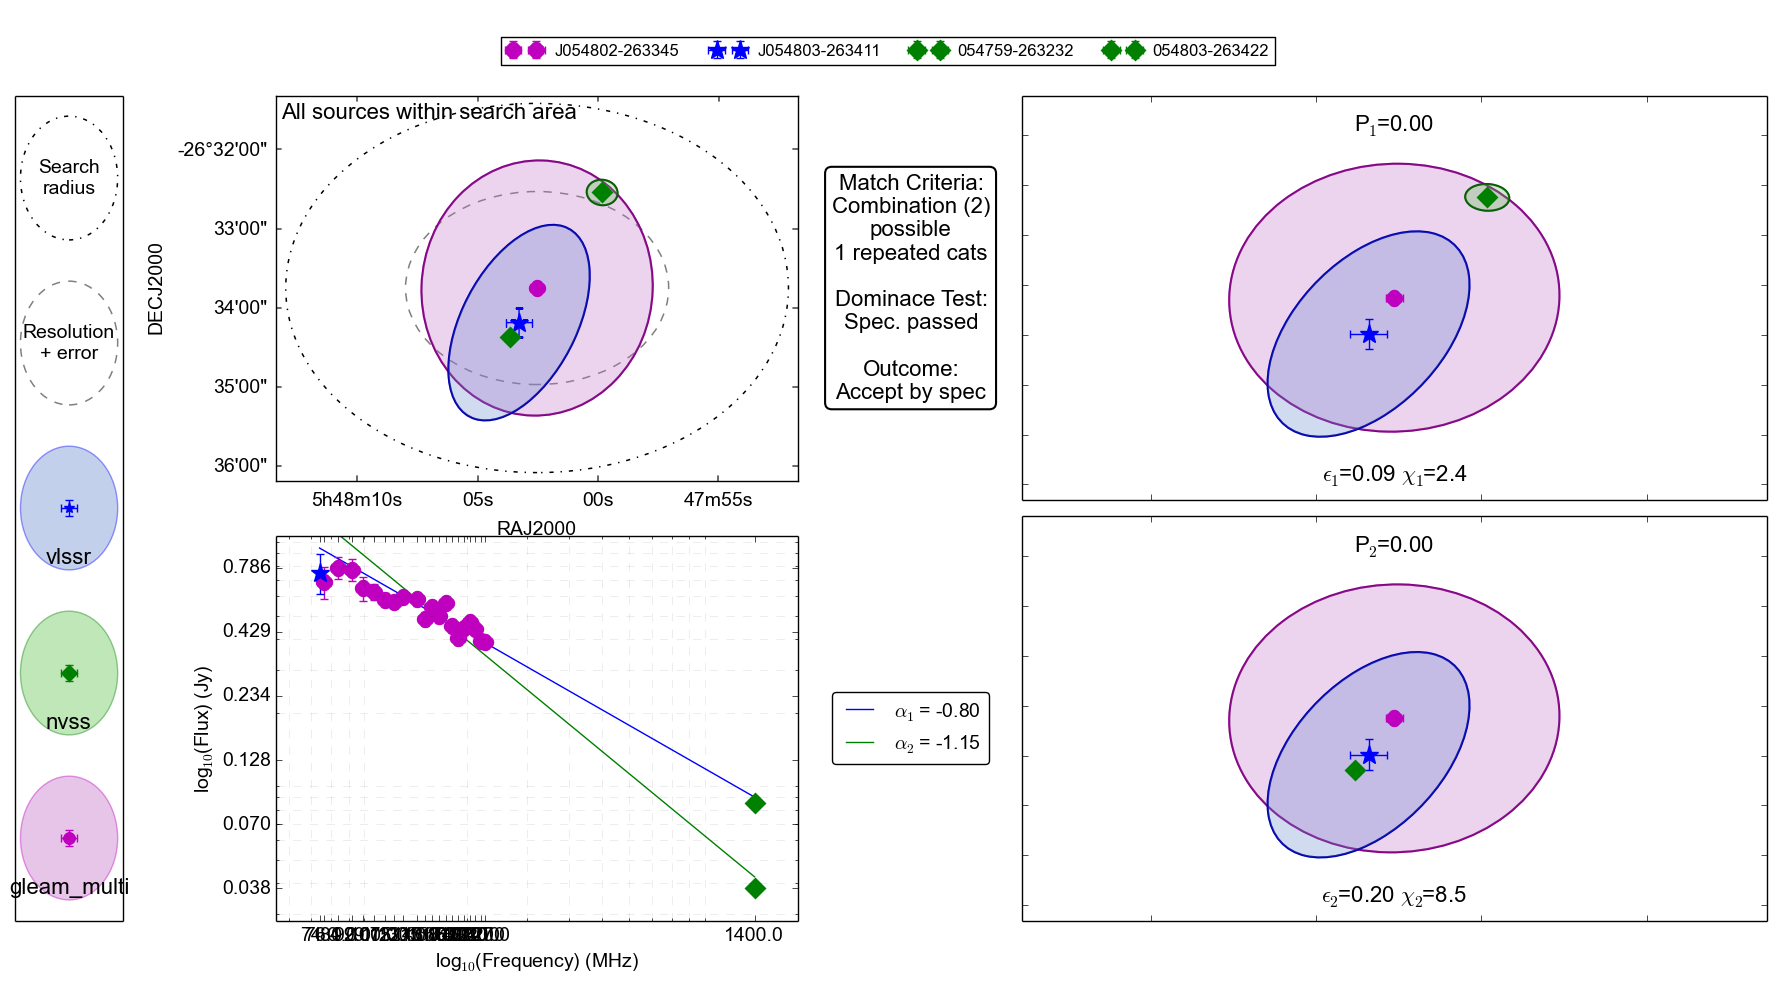 J054802-263345 J054803-263411 054759-263232 054803-263422
Search
radius
Resolution
+ error
vlssr
nvss
gleam_multi
All sources within search area
DECJ2000
-26°32'00"
33'00"
34'00"
35'00"
36'00"
5h48m10s 05s 00s 47m55s
RAJ2000
Match Criteria:
Combination (2)
possible
1 repeated cats
Dominace Test:
Spec. passed
Outcome:
Accept by spec
P₁=0.00
ϵ₁=0.09 χ₁=2.4
log₁₀(Flux) (Jy)
0.786
0.429
0.234
0.128
0.070
0.038
1400.0
log₁₀(Frequency) (MHz)
α₁ = -0.80
α₂ = -1.15
P₂=0.00
ϵ₂=0.20 χ₂=8.5